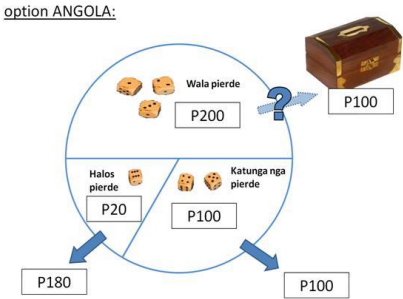 option ANGOLA:
Wala pierde
P200
?
P100
Halos
pierde
P20
Katunga nga
pierde
P100
P180
P100